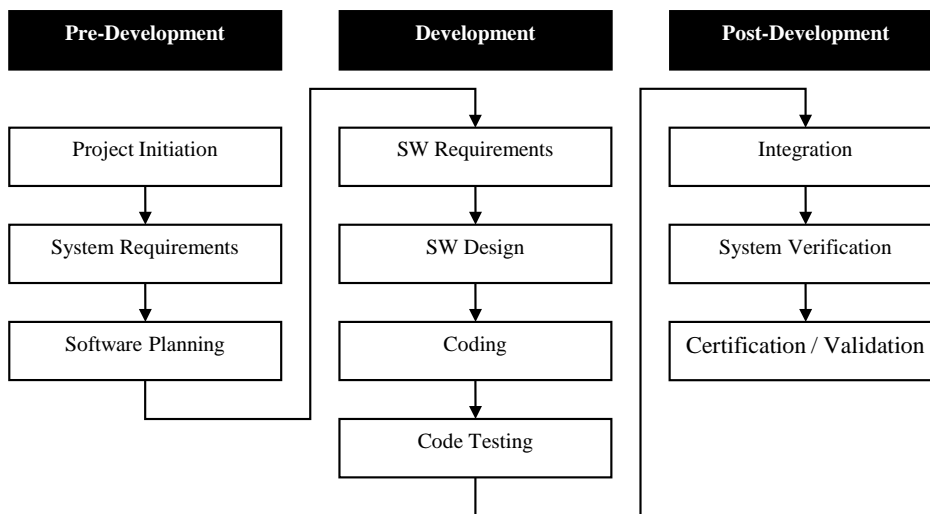 Pre-Development
Development
Post-Development
Project Initiation
SW Requirements
Integration
System Requirements
SW Design
System Verification
Software Planning
Coding
Certification / Validation
Code Testing